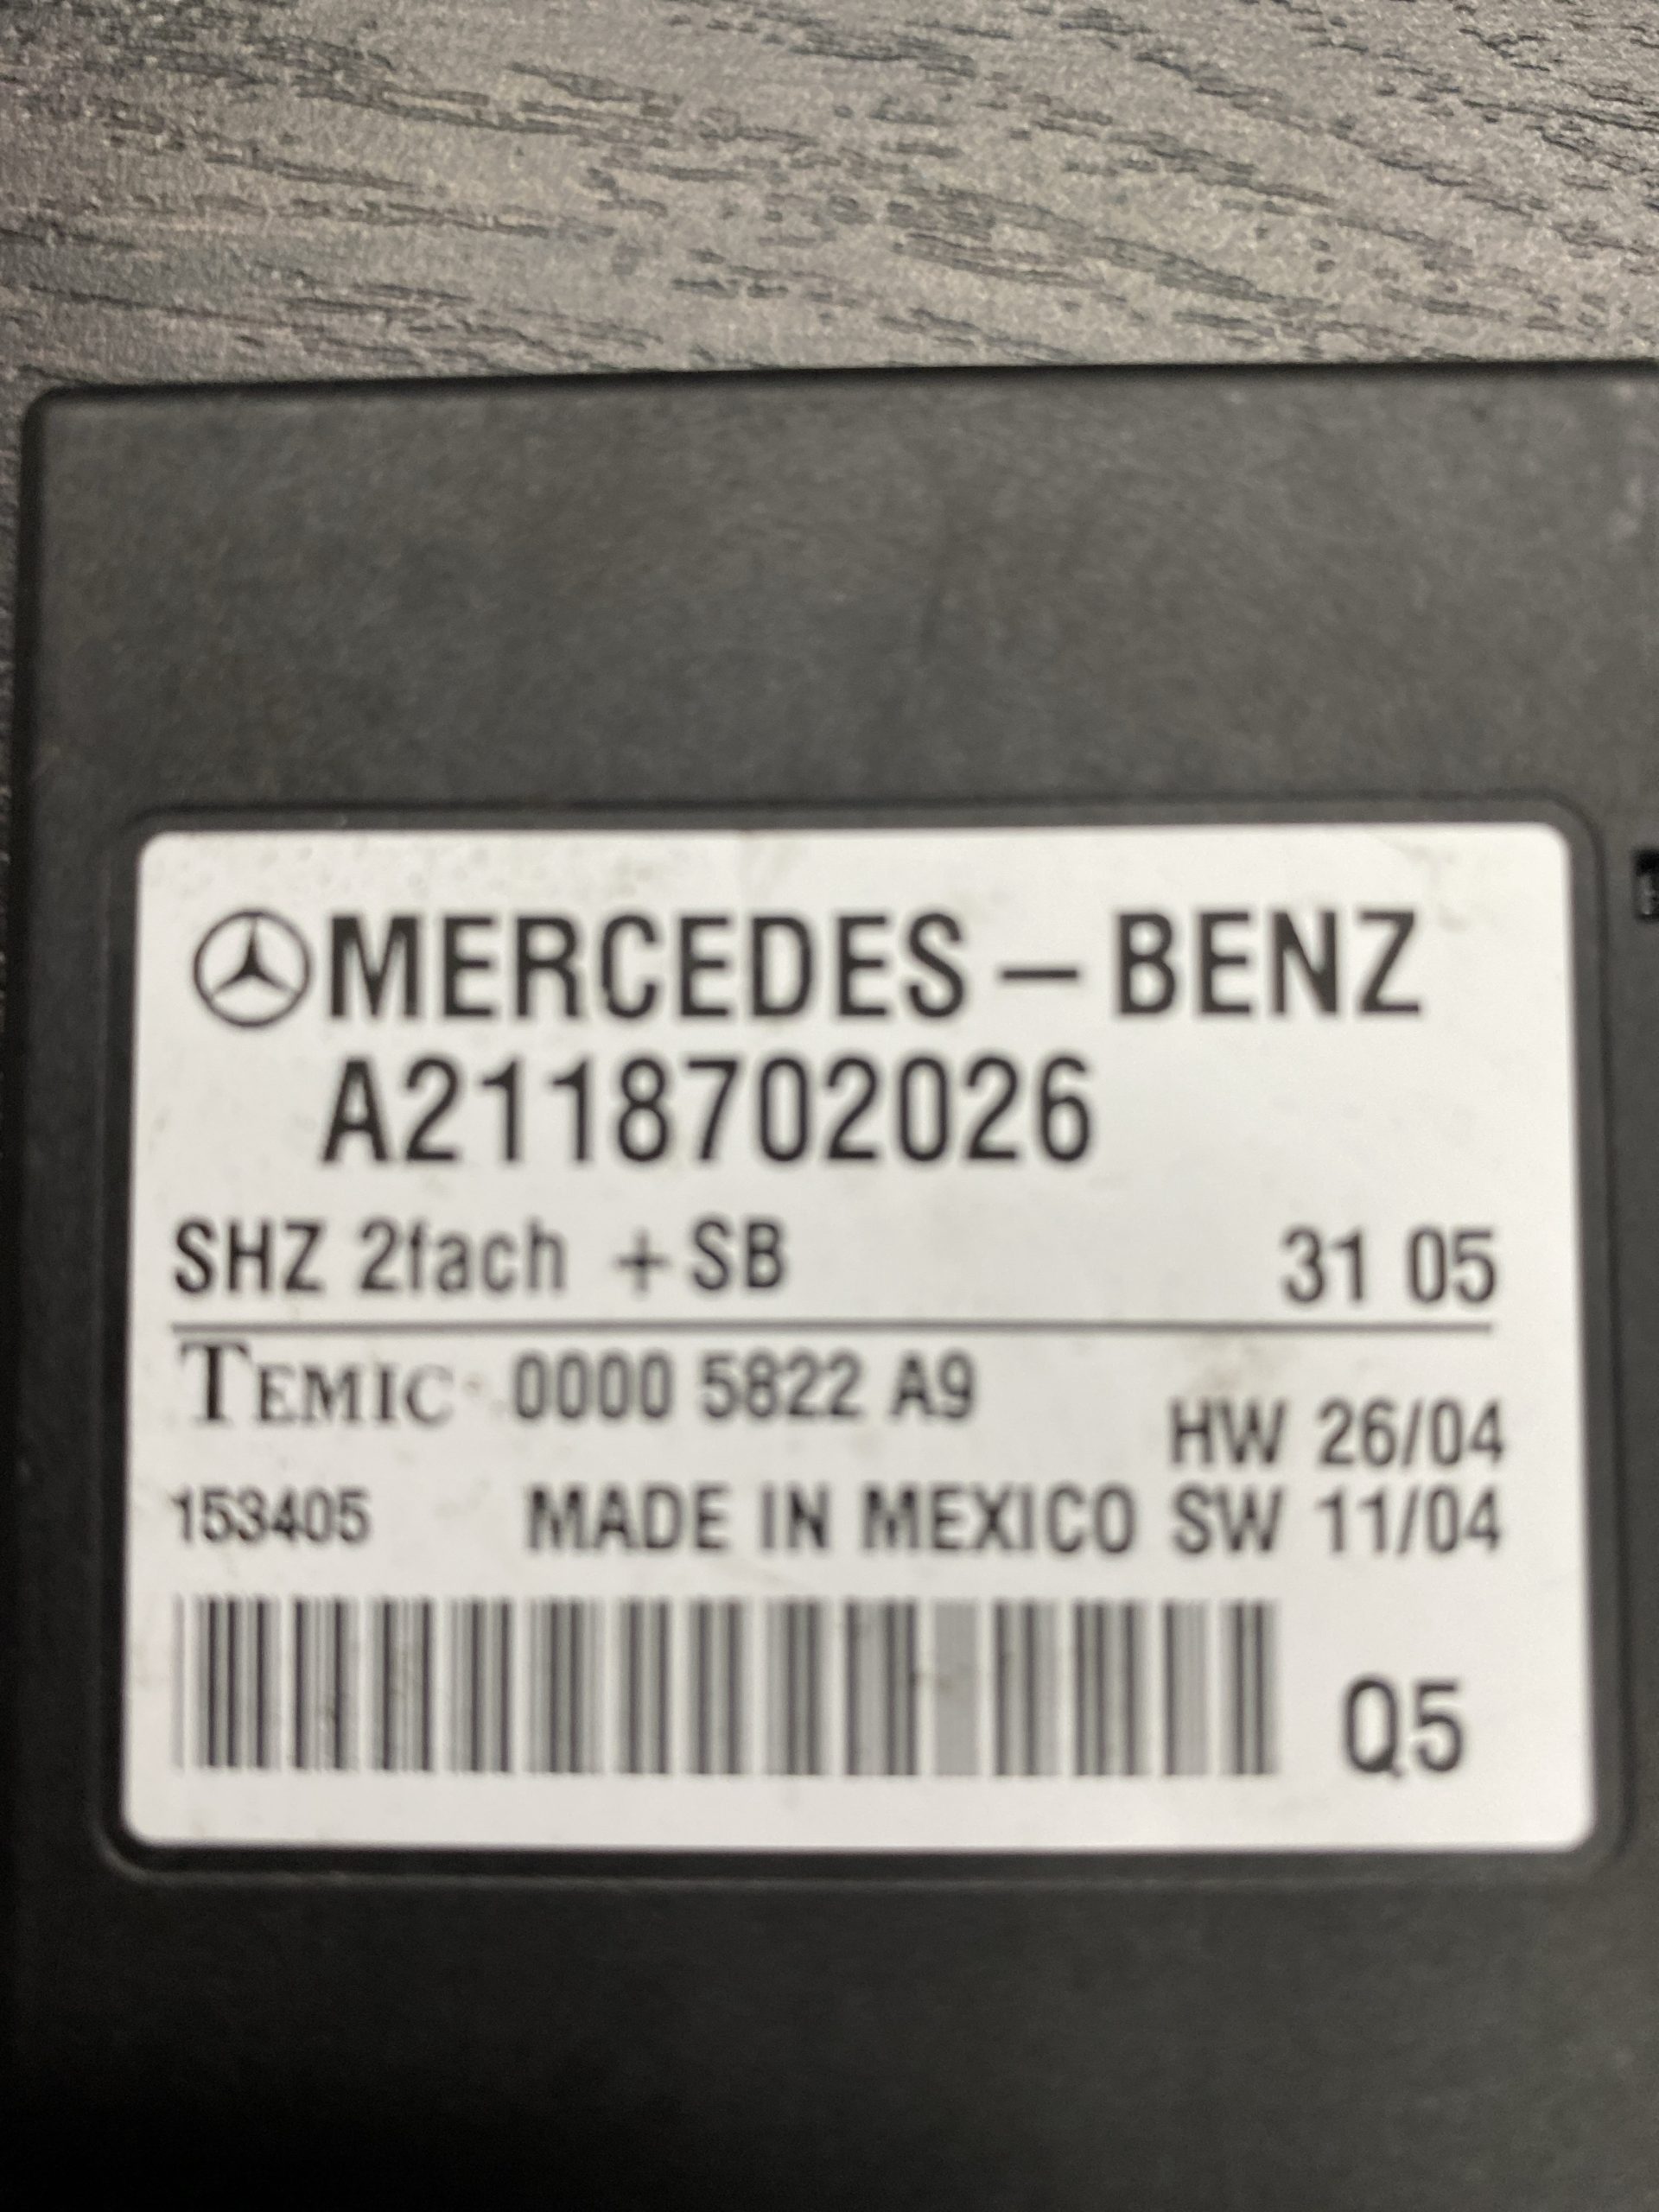 MERCEDES-BENZ
A2118702026
SHZ 2fach +SB 31 05
TEMIC 0000 5822 A9 HW 26/04
153405 MADE IN MEXICO SW 11/04
Q5